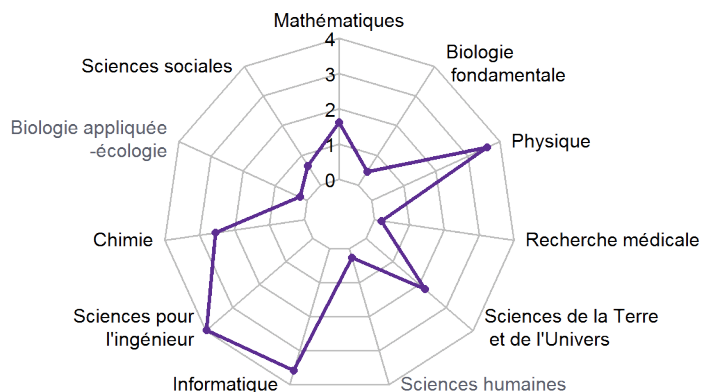 Mathématiques
4
3
2
1
0
Biologie
fondamentale
Physique
Recherche médicale
Sciences de la Terre
et de l'Univers
Sciences humaines
Informatique
Sciences pour
l'ingénieur
Chimie
Biologie appliquée
-écologie
Sciences sociales